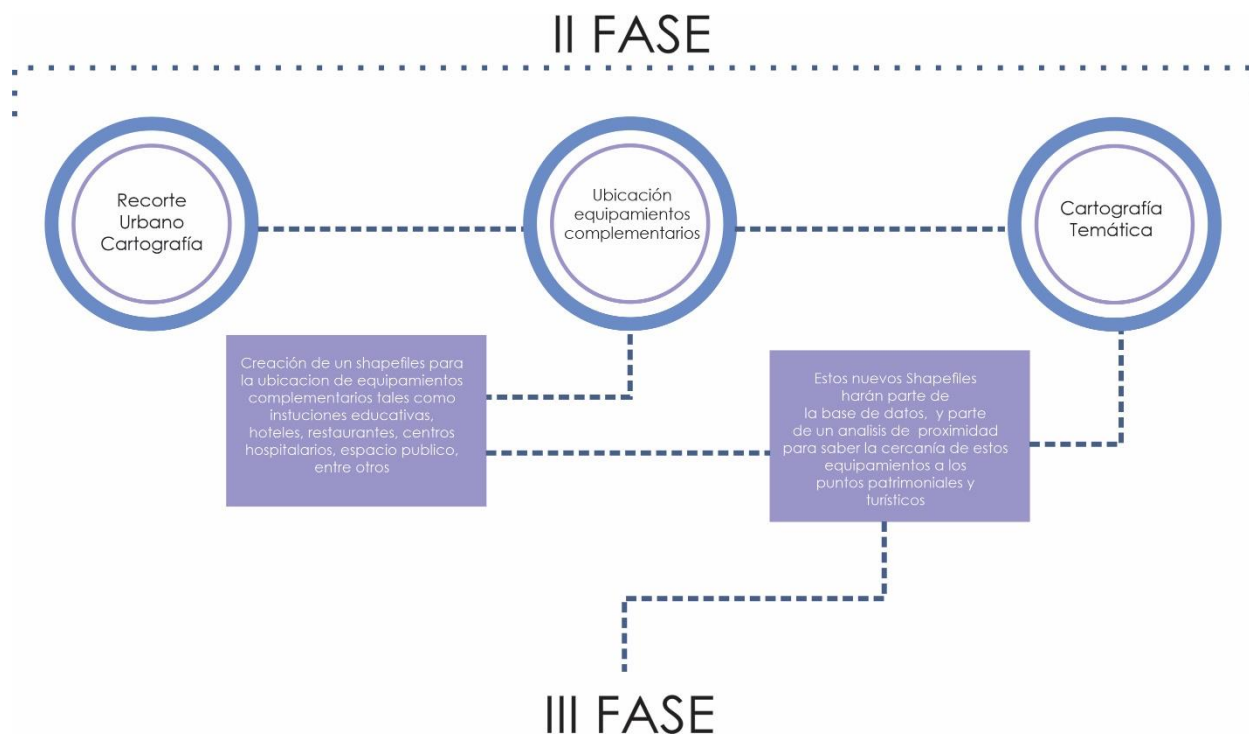 II FASE
Recorte
Urbano
Cartografía
Ubicación
equipamientos
complementarios
Cartografía
Temática
Creación de un shapefiles para
la ubicacion de equipamientos
complementarios tales como
instuciones educativas,
hoteles, restaurantes, centros
hospitalarios, espacio publico,
entre otros
Estos nuevos Shapefiles
harán parte de
la base de datos, y parte
de un analisis de proximidad
para saber la cercanía de estos
equipamientos a los
puntos patrimoniales y
turísticos
III FASE